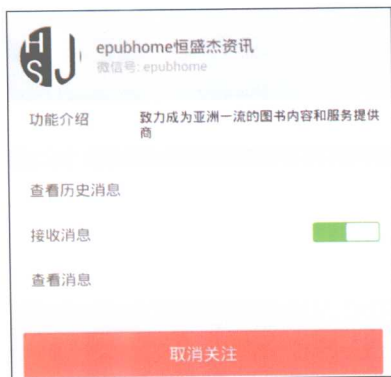 HSJ
epubhome恒盛杰资讯
微信号: epubhome
功能介绍
致力成为亚洲一流的图书内容和服务提供
商
查看历史消息
接收消息
查看消息
取消关注